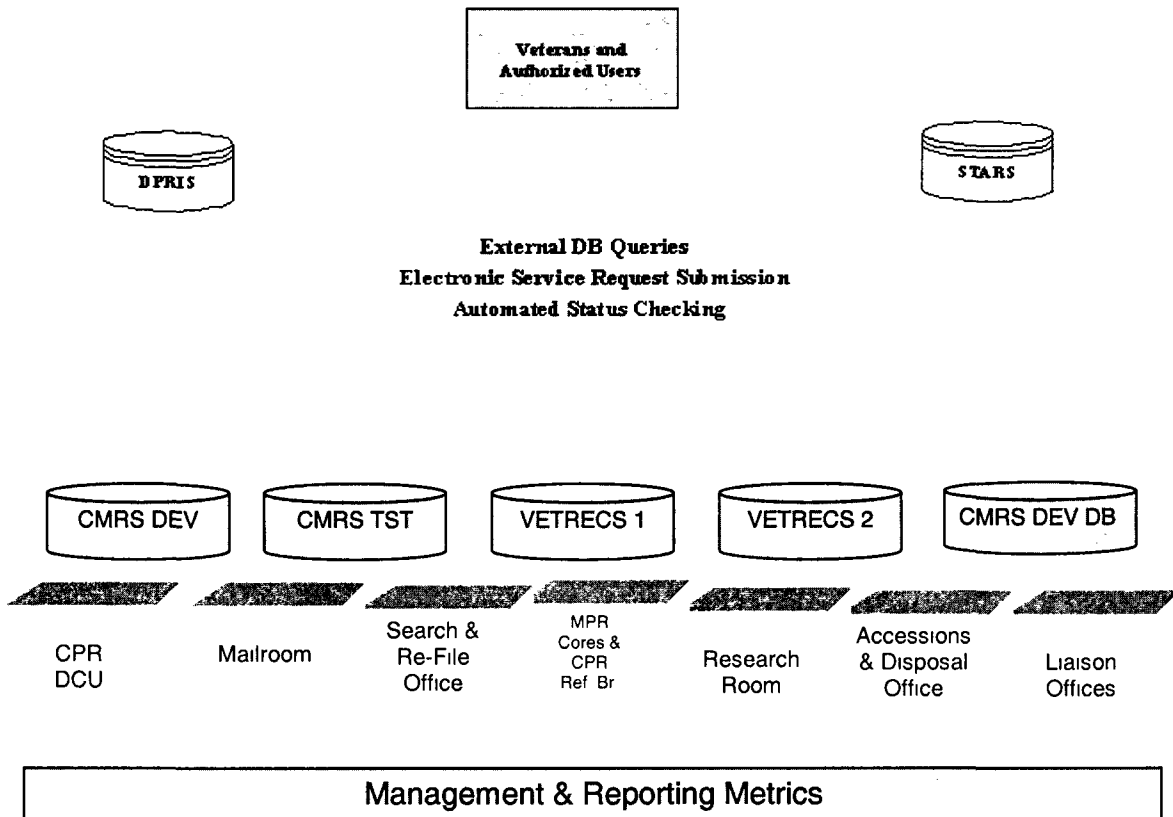 Veterans and
Authorized Users
DPRIS
STARS
External DB Queries
Electronic Service Request Submission
Automated Status Checking
CMRS DEV
CMRS TST
VETRECS 1
VETRECS 2
CMRS DEV DB
CPR
DCU
Mailroom
Search &
Re-File
Office
MPR
Cores &
CPR
Ref Br
Research
Room
Accessions
& Disposal
Office
Liaison
Offices
Management & Reporting Metrics